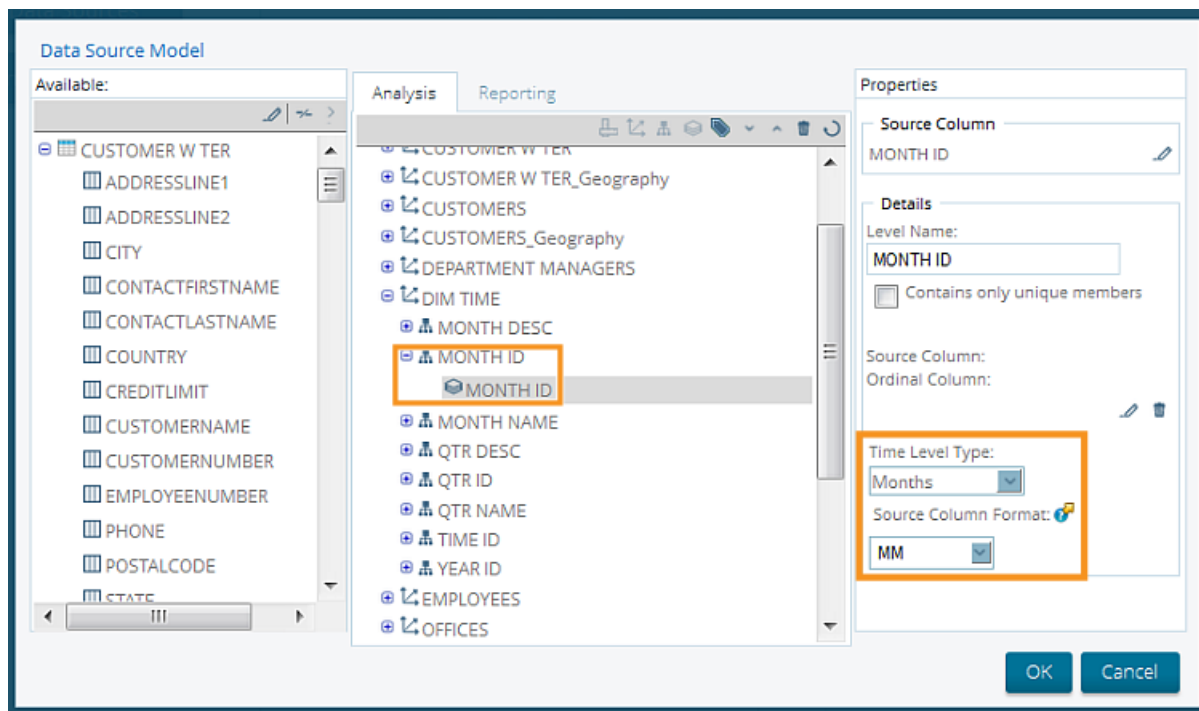 Data Source Model
Available:
CUSTOMER W TER
ADDRESSLINE1
ADDRESSLINE2
CITY
CONTACTFIRSTNAME
CONTACTLASTNAME
COUNTRY
CREDITLIMIT
CUSTOMERNAME
CUSTOMERNUMBER
EMPLOYEENUMBER
PHONE
POSTALCODE
STATE
Analysis Reporting
CUSTOMER W TER
CUSTOMER W TER_Geography
CUSTOMERS
CUSTOMERS_Geography
DEPARTMENT MANAGERS
DIM TIME
MONTH DESC
MONTH ID
MONTH ID
MONTH NAME
QTR DESC
QTR ID
QTR NAME
TIME ID
YEAR ID
EMPLOYEES
OFFICES
Properties
Source Column
MONTH ID
Details
Level Name:
MONTH ID
Contains only unique members
Source Column:
Ordinal Column:
Time Level Type:
Months
Source Column Format:
MM
OK Cancel